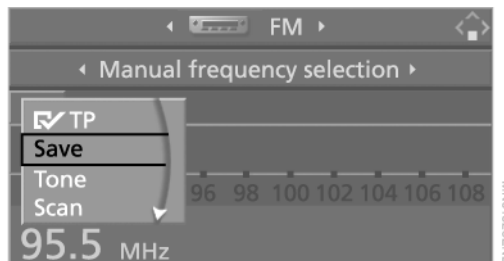 FM
Manual frequency selection
TP
Save
Tone
Scan
96 98 100 102 104 106 108
95.5 MHz